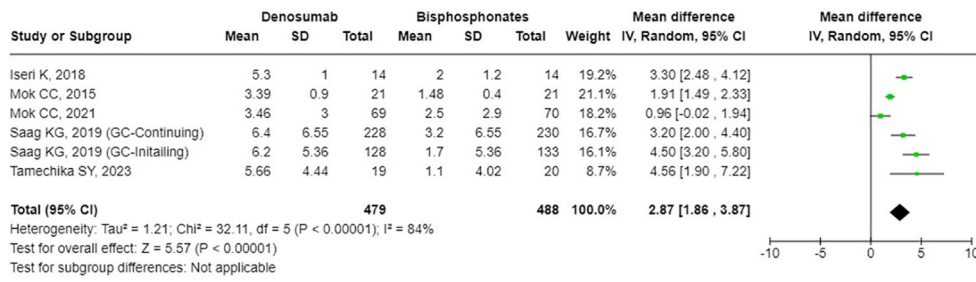 Denosumab Bisphosphonates Mean difference Mean difference
Study or Subgroup Mean SD Total Mean SD Total Weight IV, Random, 95% CI IV, Random, 95% CI
Iseri K, 2018 5.3 1 14 2 1.2 14 19.2% 3.30 [2.48 , 4.12]
Mok CC, 2015 3.39 0.9 21 1.48 0.4 21 21.1% 1.91 [1.49 , 2.33]
Mok CC, 2021 3.46 3 69 2.5 2.9 70 18.2% 0.96 [-0.02 , 1.94]
Saag KG, 2019 (GC-Continuing) 6.4 6.55 228 3.2 6.55 230 16.7% 3.20 [2.00 , 4.40]
Saag KG, 2019 (GC-Initailing) 6.2 5.36 128 1.7 5.36 133 16.1% 4.50 [3.20 , 5.80]
Tamechika SY, 2023 5.66 4.44 19 1.1 4.02 20 8.7% 4.56 [1.90 , 7.22]
Total (95% CI) 479 488 100.0% 2.87 [1.86 , 3.87]
Heterogeneity: Tau² = 1.21; Chi² = 32.11, df = 5 (P < 0.00001); I² = 84%
Test for overall effect: Z = 5.57 (P < 0.00001)
Test for subgroup differences: Not applicable
-10 -5 0 5 10